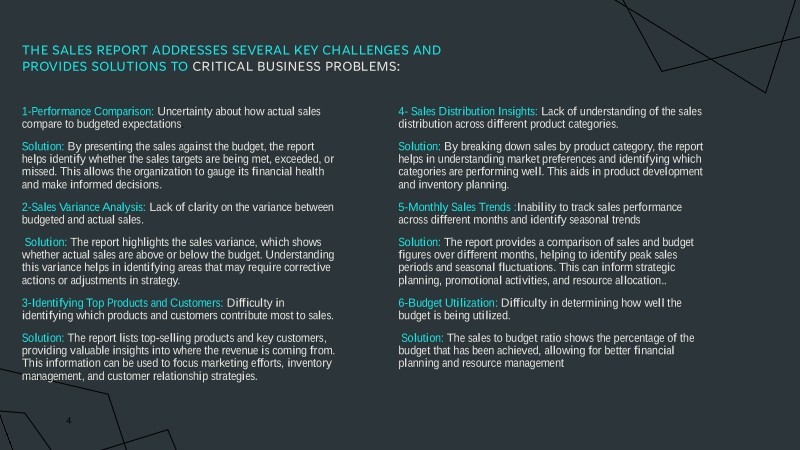 THE SALES REPORT ADDRESSES SEVERAL KEY CHALLENGES AND
PROVIDES SOLUTIONS TO CRITICAL BUSINESS PROBLEMS:
1-Performance Comparison: Uncertainty about how actual sales
compare to budgeted expectations
Solution: By presenting the sales against the budget, the report
helps identify whether the sales targets are being met, exceeded, or
missed. This allows the organization to gauge its financial health
and make informed decisions.
2-Sales Variance Analysis: Lack of clarity on the variance between
budgeted and actual sales.
Solution: The report highlights the sales variance, which shows
whether actual sales are above or below the budget. Understanding
this variance helps in identifying areas that may require corrective
actions or adjustments in strategy.
3-Identifying Top Products and Customers: Difficulty in
identifying which products and customers contribute most to sales.
Solution: The report lists top-selling products and key customers,
providing valuable insights into where the revenue is coming from.
This information can be used to focus marketing efforts, inventory
management, and customer relationship strategies.
4- Sales Distribution Insights: Lack of understanding of the sales
distribution across different product categories.
Solution: By breaking down sales by product category, the report
helps in understanding market preferences and identifying which
categories are performing well. This aids in product development
and inventory planning.
5-Monthly Sales Trends :Inability to track sales performance
across different months and identify seasonal trends
Solution: The report provides a comparison of sales and budget
figures over different months, helping to identify peak sales
periods and seasonal fluctuations. This can inform strategic
planning, promotional activities, and resource allocation..
6-Budget Utilization: Difficulty in determining how well the
budget is being utilized.
Solution: The sales to budget ratio shows the percentage of the
budget that has been achieved, allowing for better financial
planning and resource management
4